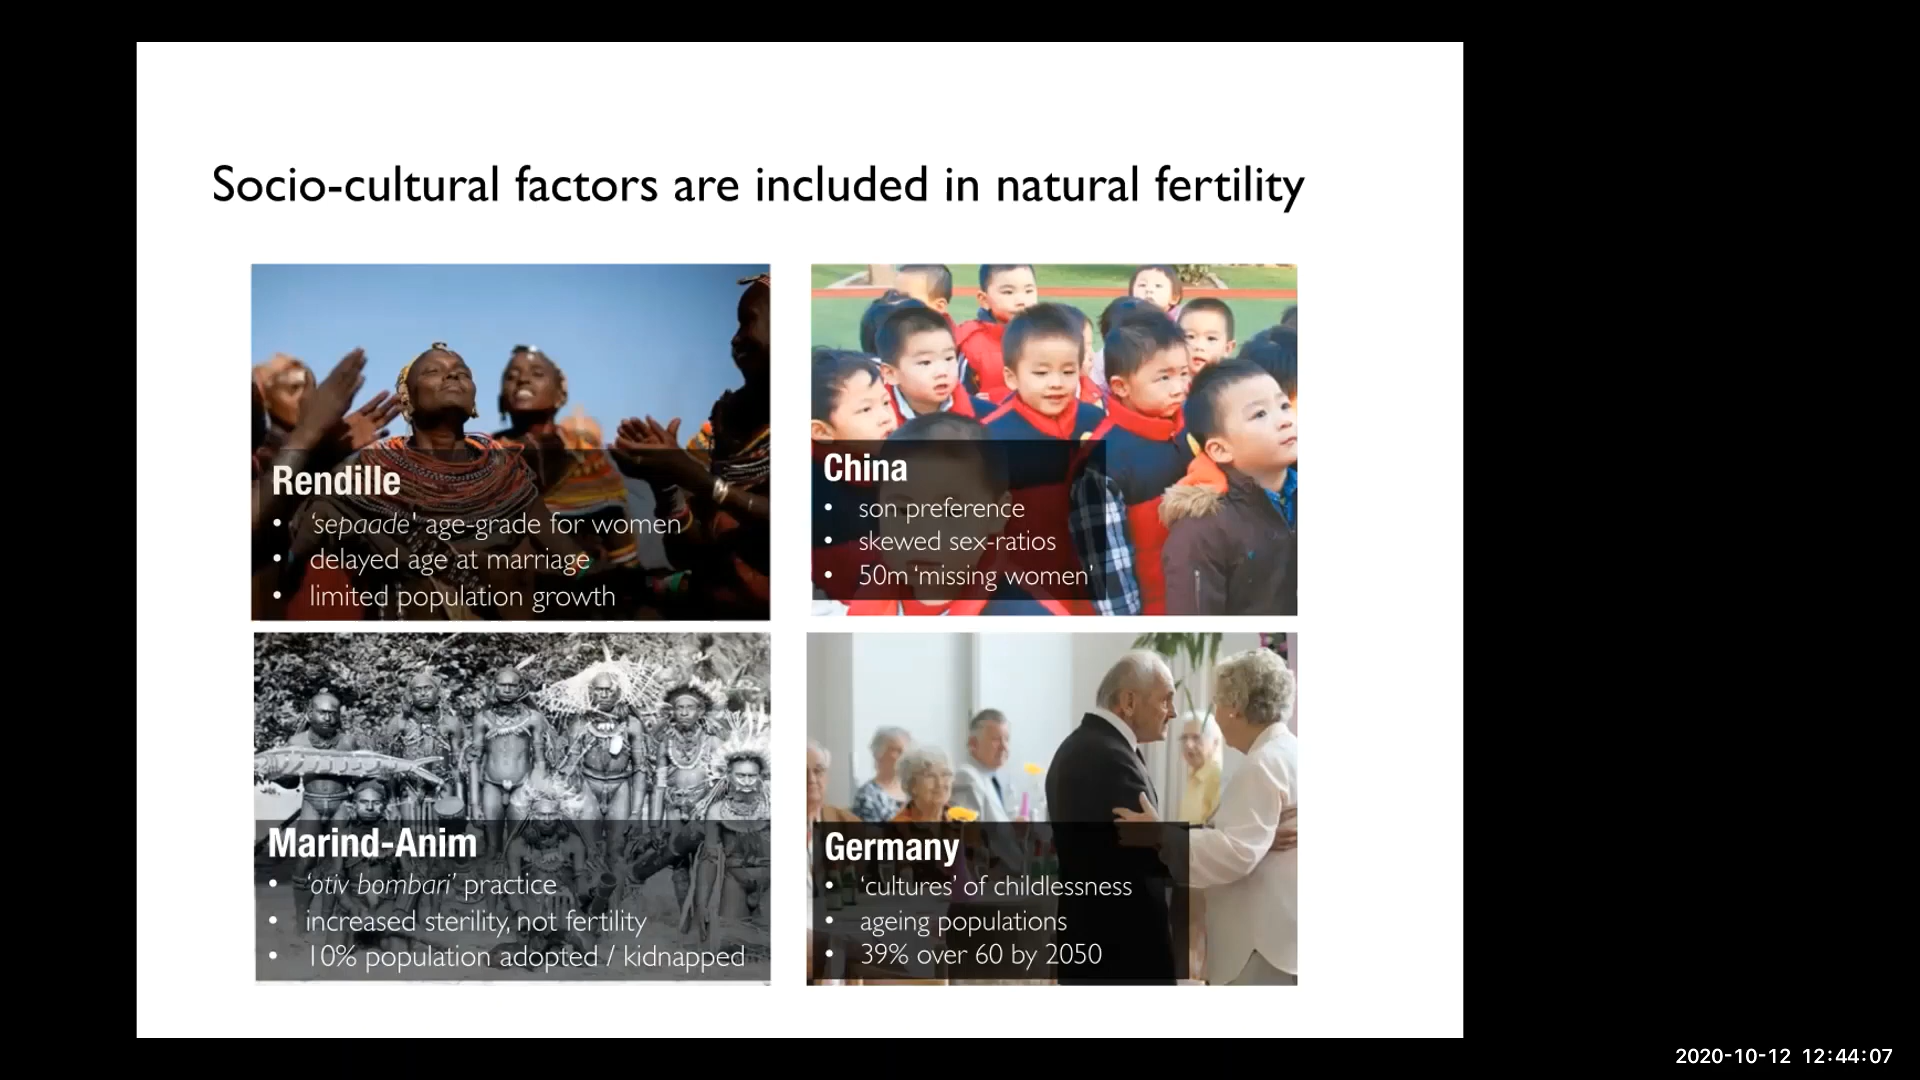 Socio-cultural factors are included in natural fertility
Rendille
• ‘sepaade’ age-grade for women
• delayed age at marriage
• limited population growth
China
• son preference
• skewed sex-ratios
• 50m ‘missing women’
Marind-Anim
• ‘otiv bombari’ practice
• increased sterility, not fertility
• 10% population adopted / kidnapped
Germany
• ‘cultures’ of childlessness
• ageing populations
• 39% over 60 by 2050
2020-10-12 12:44:07